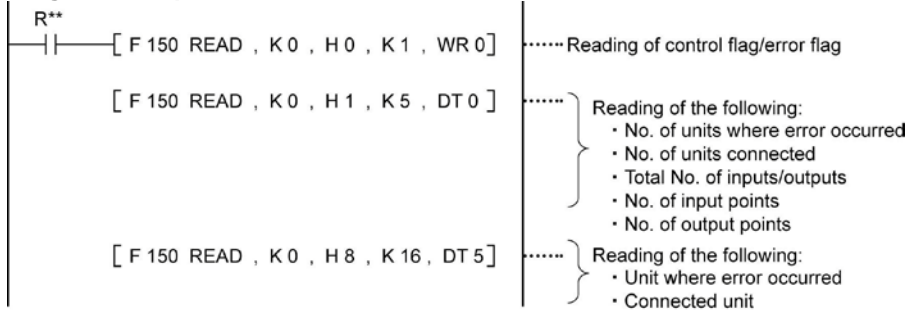 R**
[ F 150 READ , K 0 , H 0 , K 1 , WR 0 ] ······ Reading of control flag/error flag
[ F 150 READ , K 0 , H 1 , K 5 , DT 0 ] ······ Reading of the following:
・No. of units where error occurred
・No. of units connected
・Total No. of inputs/outputs
・No. of input points
・No. of output points
[ F 150 READ , K 0 , H 8 , K 16 , DT 5 ] ······ Reading of the following:
・Unit where error occurred
・Connected unit